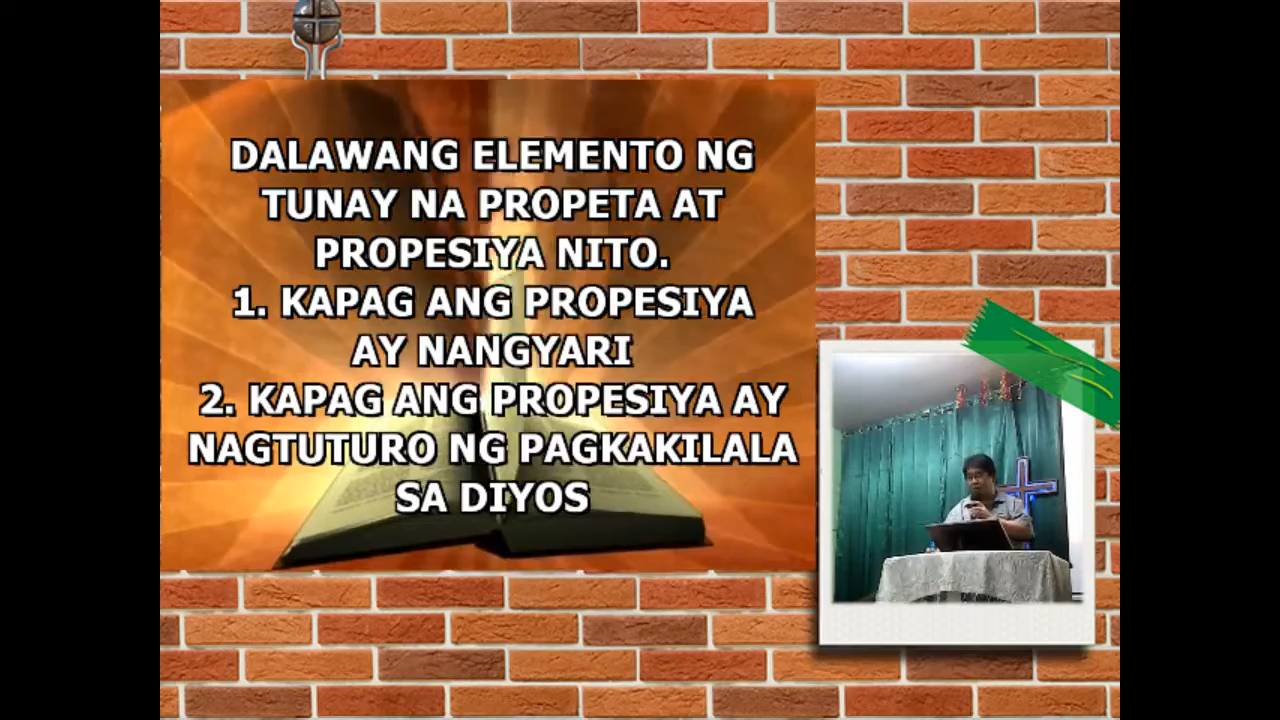 DALAWANG ELEMENTO NG
TUNAY NA PROPETA AT
PROPESIYA NITO.
1. KAPAG ANG PROPESIYA
AY NANGYARI
2. KAPAG ANG PROPESIYA AY
NAGTUTURO NG PAGKAKILALA
SA DIYOS